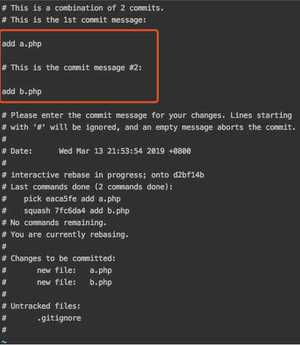 # This is a combination of 2 commits.
# This is the 1st commit message:
add a.php
# This is the commit message #2:
add b.php
# Please enter the commit message for your changes. Lines starting
# with '#' will be ignored, and an empty message aborts the commit.
#
# Date:      Wed Mar 13 21:53:54 2019 +0800
#
# interactive rebase in progress; onto d2bf14b
# Last commands done (2 commands done):
#    pick eaca5fe add a.php
#    squash 7fc6da4 add b.php
# No commands remaining.
# You are currently rebasing.
#
# Changes to be committed:
#       new file:   a.php
#       new file:   b.php
#
# Untracked files:
#       .gitignore
#
~